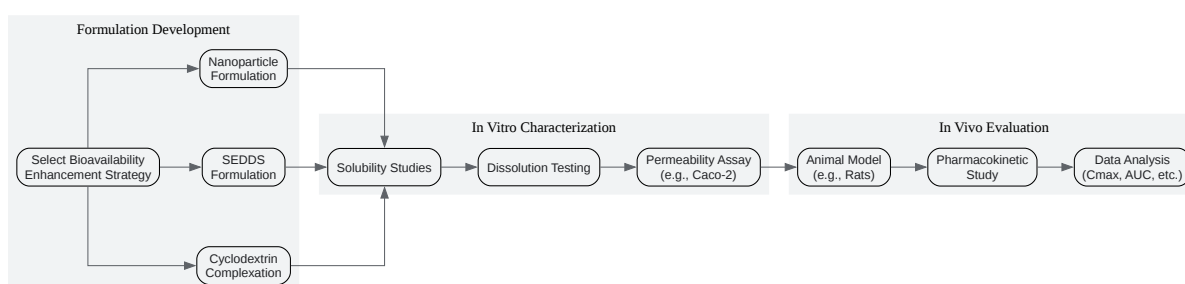 Formulation Development
Nanoparticle
Formulation
In Vitro Characterization
In Vivo Evaluation
Select Bioavailability
Enhancement Strategy
SEDDS
Formulation
Solubility Studies
Dissolution Testing
Permeability Assay
(e.g., Caco-2)
Animal Model
(e.g., Rats)
Pharmacokinetic
Study
Data Analysis
(Cmax, AUC, etc.)
Cyclodextrin
Complexation